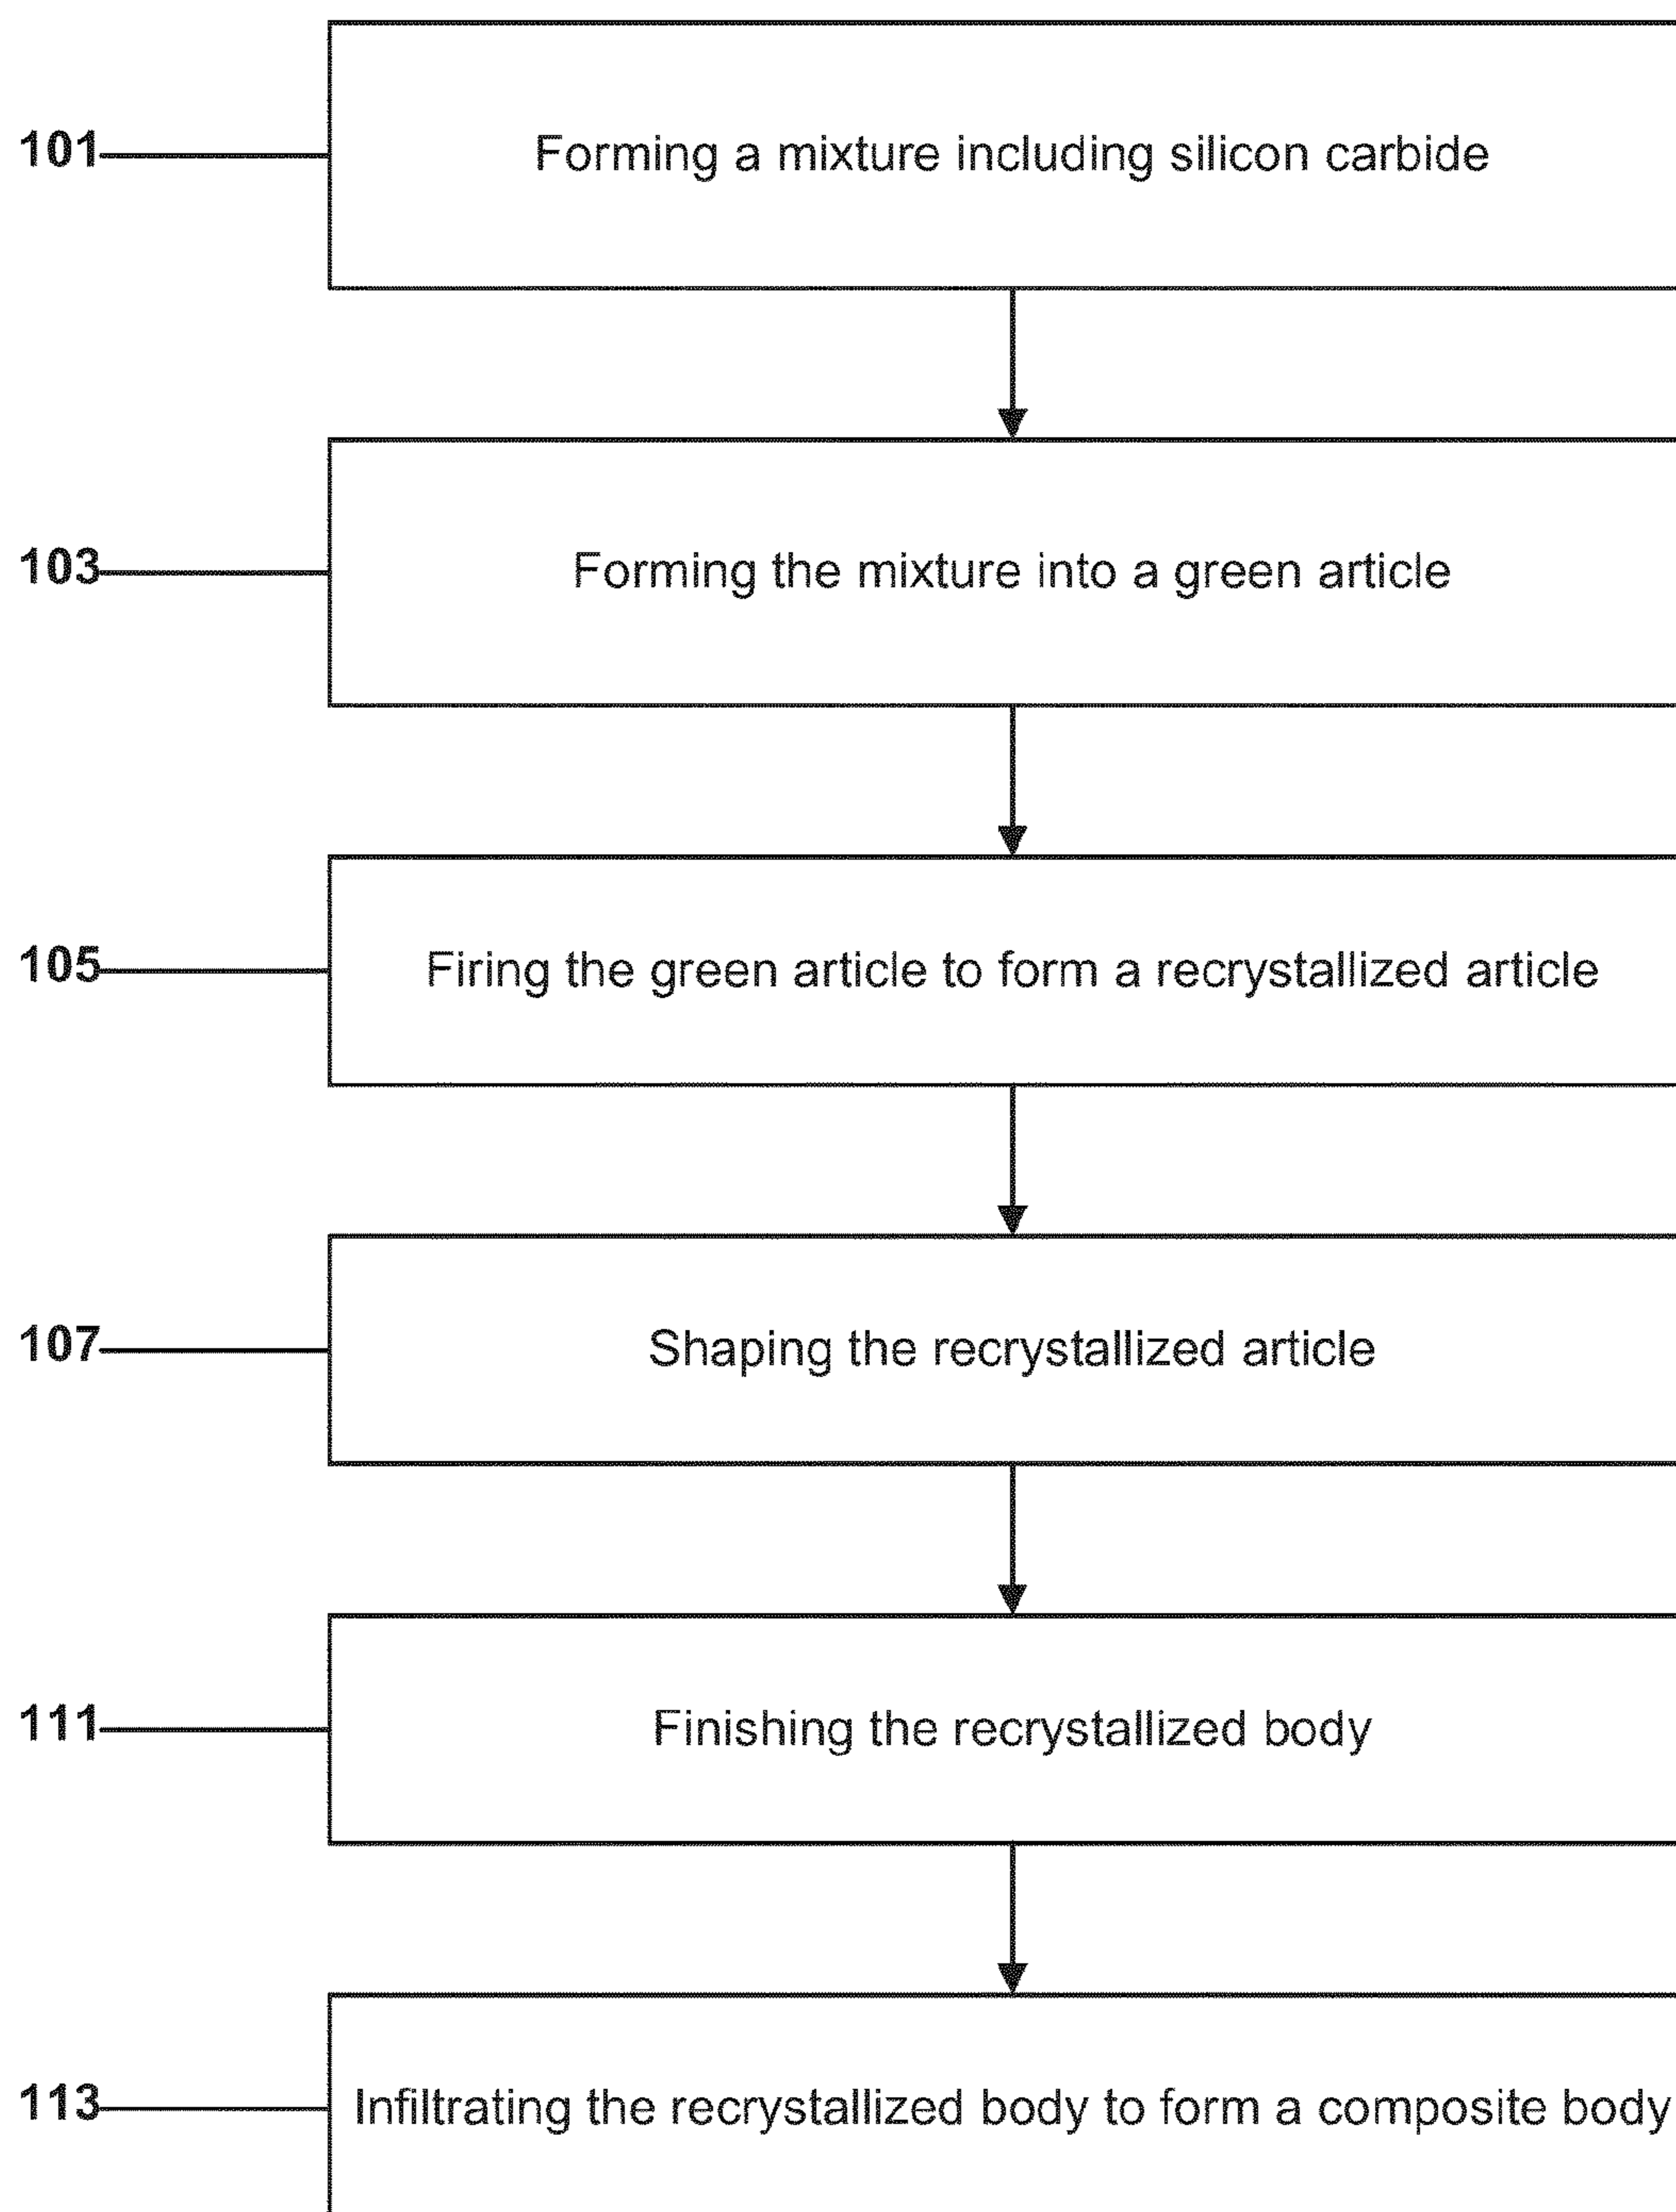 101
Forming a mixture including silicon carbide
103
Forming the mixture into a green article
105
Firing the green article to form a recrystallized article
107
Shaping the recrystallized article
111
Finishing the recrystallized body
113
Infiltrating the recrystallized body to form a composite body